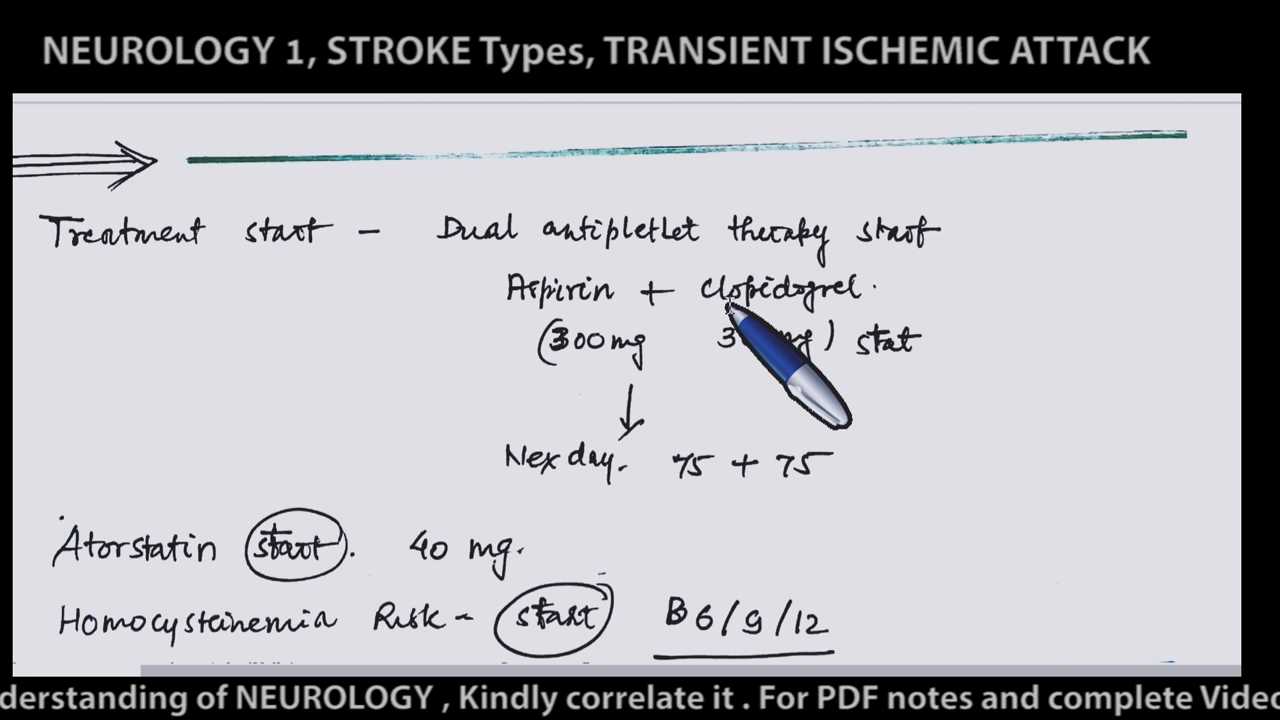 NEUROLOGY 1, STROKE Types, TRANSIENT ISCHEMIC ATTACK
Treatment start - Dual antipletlet therapy start
Aspirin + clopidogrel.
(300mg mg) stat
↓
Nex day. 75 + 75
Atorstatin start. 40 mg.
Homocysteinemia Risk - start B6/9/12
derstanding of NEUROLOGY , Kindly correlate it . For PDF notes and complete Video